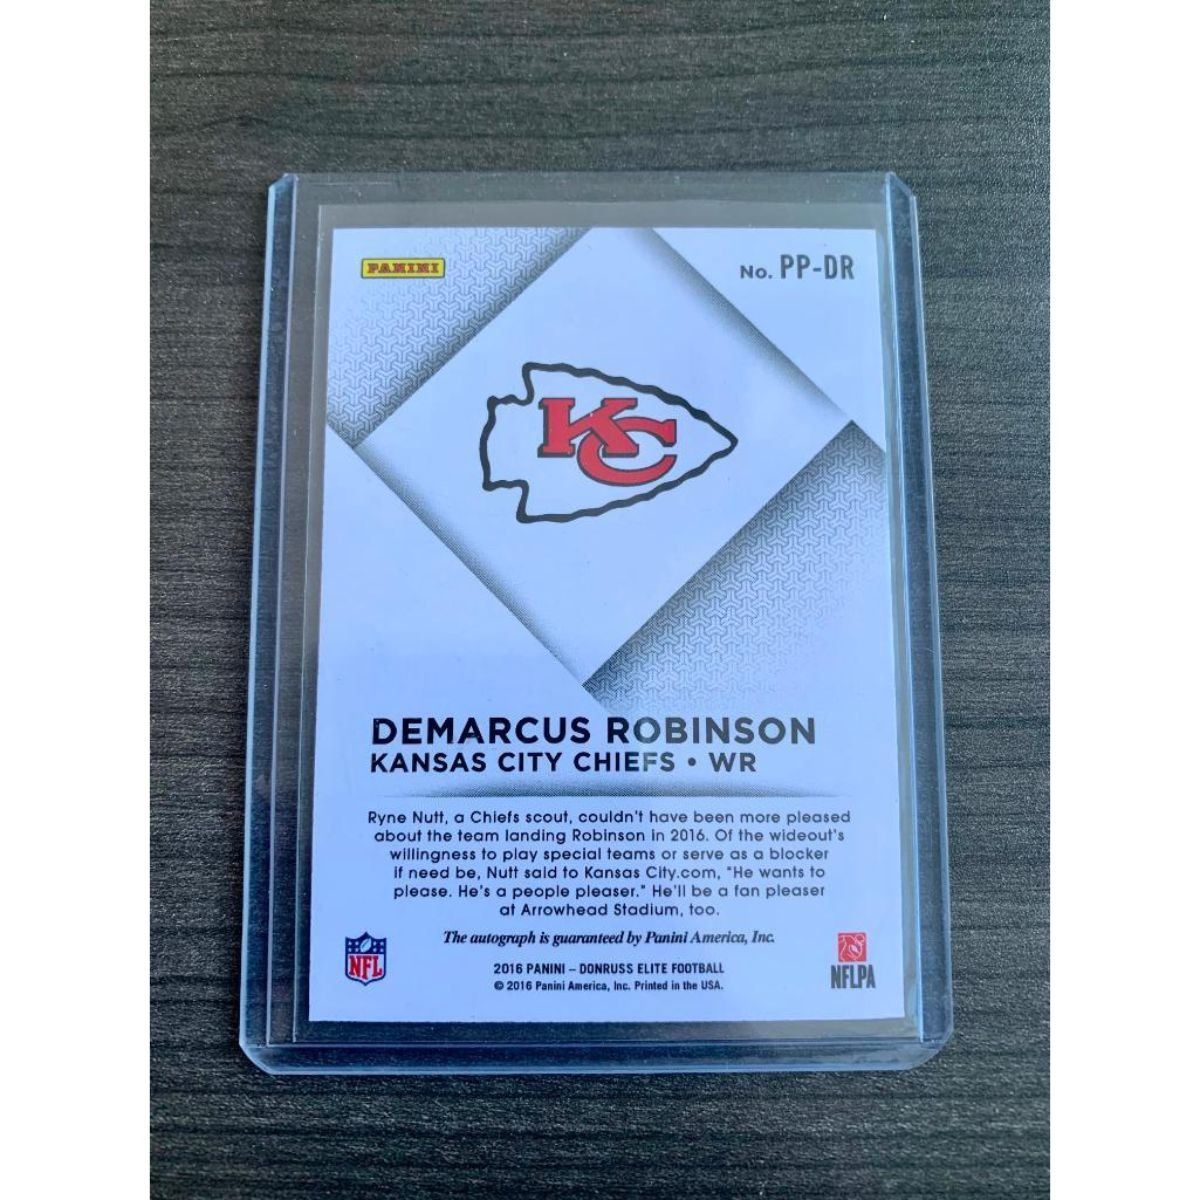 PANINI
No. PP-DR
KC
DEMARCUS ROBINSON
KANSAS CITY CHIEFS • WR
Ryne Nutt, a Chiefs scout, couldn't have been more pleased
about the team landing Robinson in 2016. Of the wideout's
willingness to play special teams or serve as a blocker
if need be, Nutt said to Kansas City.com, "He wants to
please. He's a people pleaser." He'll be a fan pleaser
at Arrowhead Stadium, too.
The autograph is guaranteed by Panini America, Inc.
NFL
2016 PANINI – DONRUSS ELITE FOOTBALL
© 2016 Panini America, Inc. Printed in the USA.
NFLPA